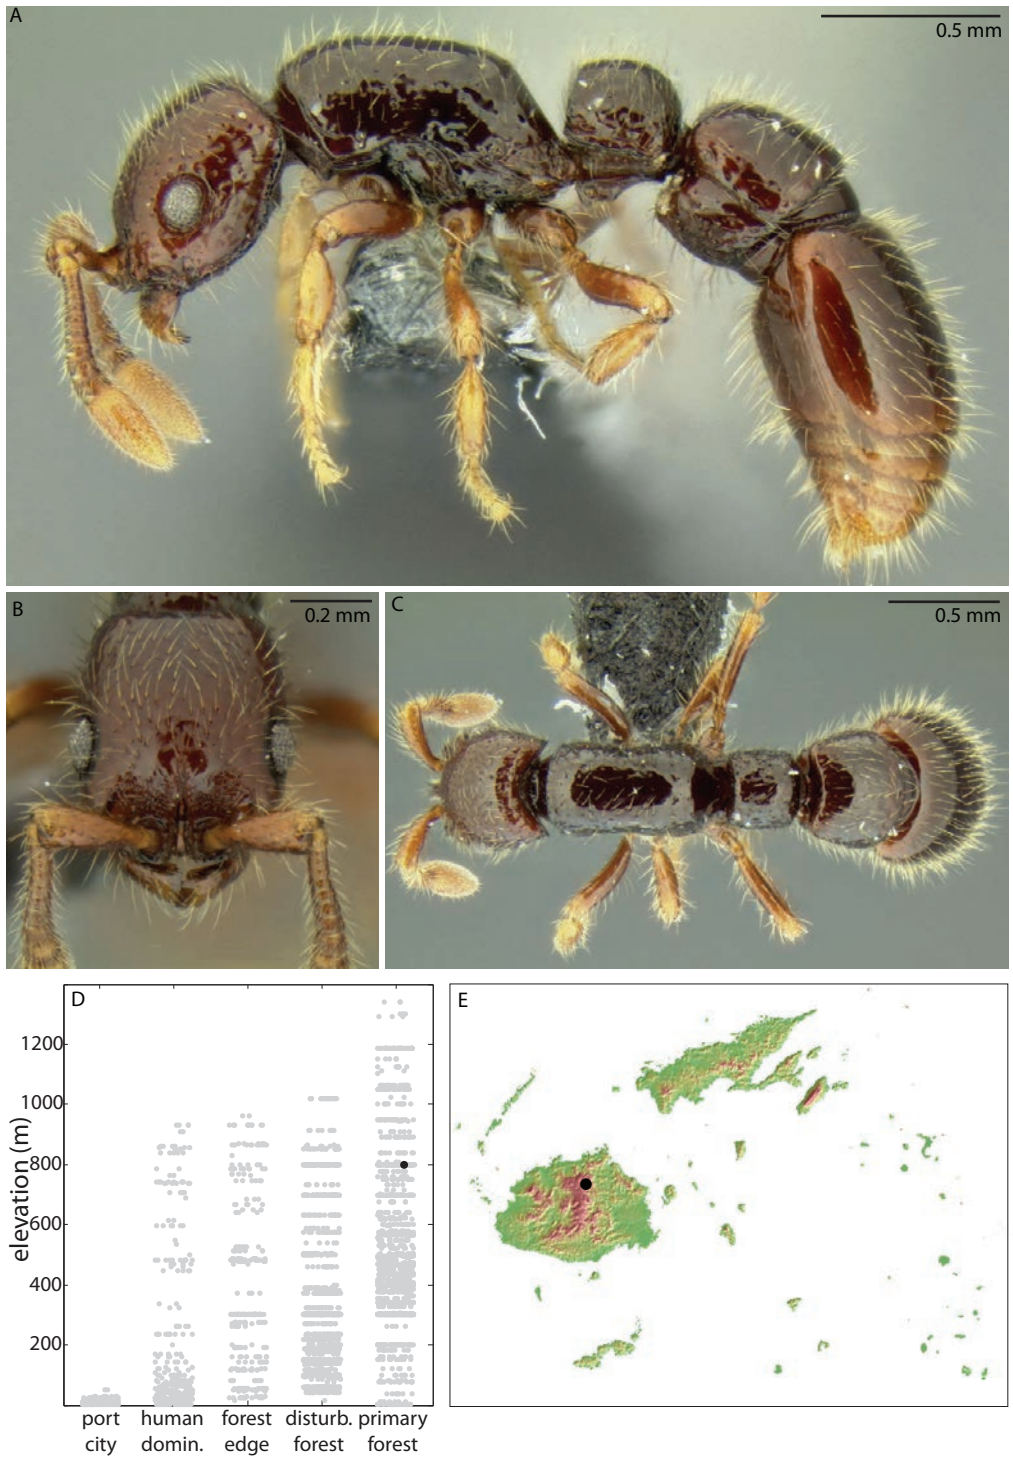 A
0.5 mm
B
0.2 mm
C
0.5 mm
D
1200
1000
800
600
400
200
elevation (m)
port city
human domin.
forest edge
disturb. forest
primary forest
E